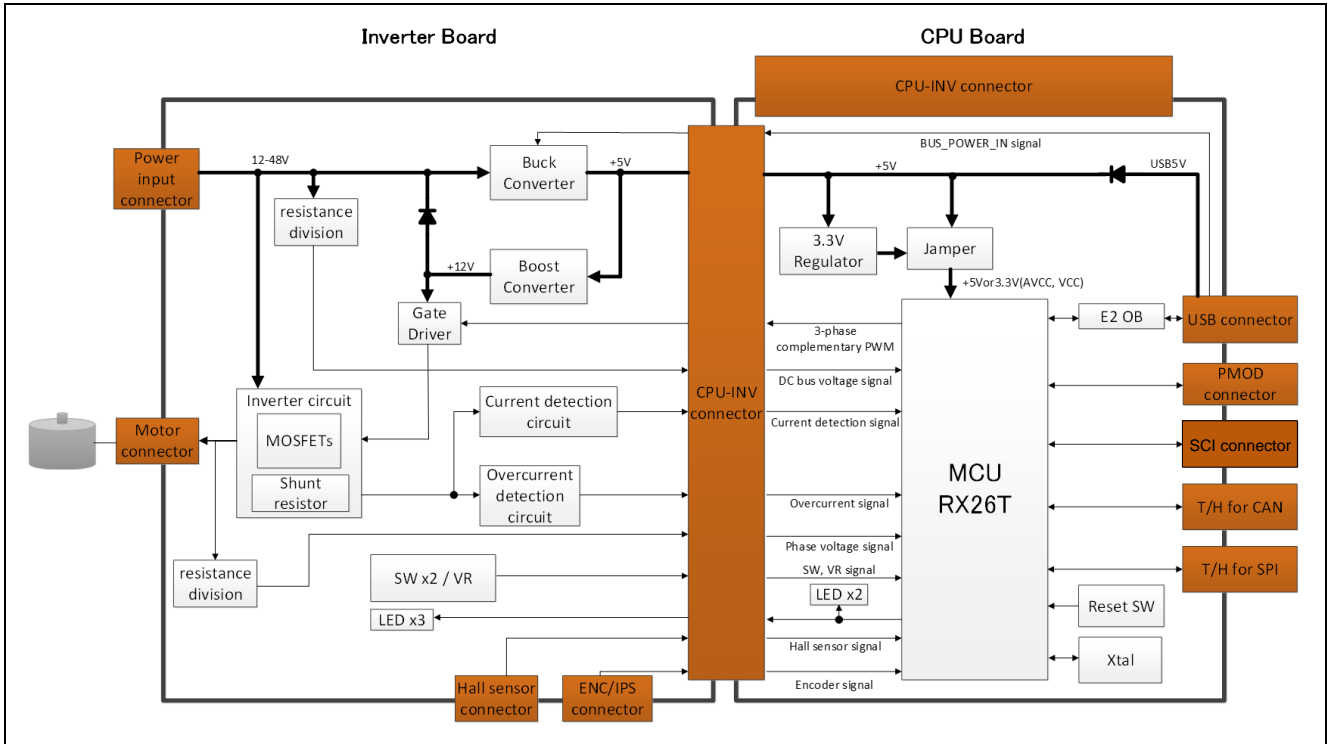 Inverter Board
CPU Board
CPU-INV connector
BUS_POWER_IN signal
Power
input
connector
12-48V
Buck
Converter
+5V
+5V
USB5V
resistance
division
3.3V
Regulator
Jamper
+12V
Boost
Converter
+5Vor3.3V(AVCC, VCC)
Gate
Driver
E2 OB
USB connector
3-phase
complementary PWM
DC bus voltage signal
PMOD
connector
CPU-INV
connector
Inverter circuit
MOSFETs
Shunt
resistor
Current detection
circuit
Current detection signal
Motor
connector
SCI connector
MCU
RX26T
Overcurrent
detection
circuit
Overcurrent signal
T/H for CAN
Phase voltage signal
resistance
division
SW x2 / VR
SW, VR signal
T/H for SPI
LED x2
LED x3
Reset SW
Hall sensor signal
Xtal
Hall sensor
connector
ENC/IPS
connector
Encoder signal